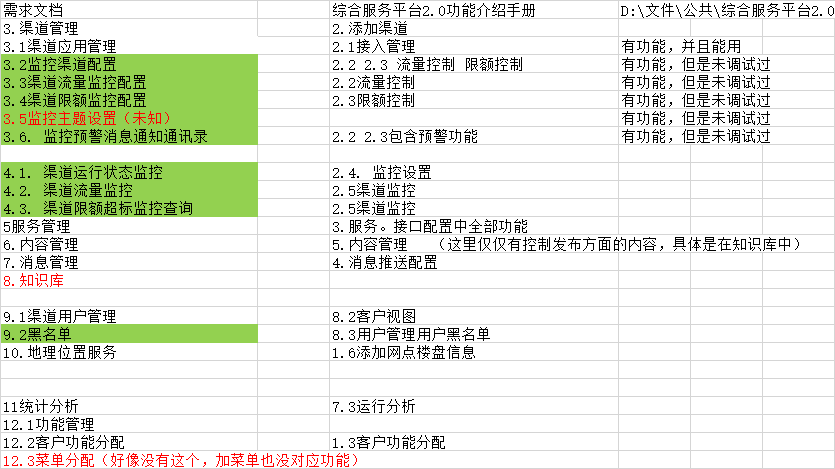 需求文档 综合服务平台2.0功能介绍手册 D:\文件\公共\综合服务平台2.0
3.渠道管理 2.添加渠道
3.1渠道应用管理 2.1接入管理 有功能，并且能用
3.2监控渠道配置 2.2 2.3 流量控制 限额控制 有功能，但是未调试过
3.3渠道流量监控配置 2.2流量控制 有功能，但是未调试过
3.4渠道限额监控配置 2.3限额控制 有功能，但是未调试过
3.5监控主题设置（未知） 有功能，但是未调试过
3.6. 监控预警消息通知通讯录 2.2 2.3包含预警功能 有功能，但是未调试过
4.1. 渠道运行状态监控 2.4. 监控设置
4.2. 渠道流量监控 2.5渠道监控
4.3. 渠道限额超标监控查询 2.5渠道监控
5服务管理 3.服务。接口配置中全部功能
6.内容管理 5.内容管理 （这里仅仅有控制发布方面的内容，具体是在知识库中）
7.消息管理 4.消息推送配置
8.知识库
9.1渠道用户管理 8.2客户视图
9.2黑名单 8.3用户管理用户黑名单
10.地理位置服务 1.6添加网点楼盘信息
11统计分析 7.3运行分析
12.1功能管理
12.2客户功能分配 1.3客户功能分配
12.3菜单分配（好像没有这个，加菜单也没对应功能）